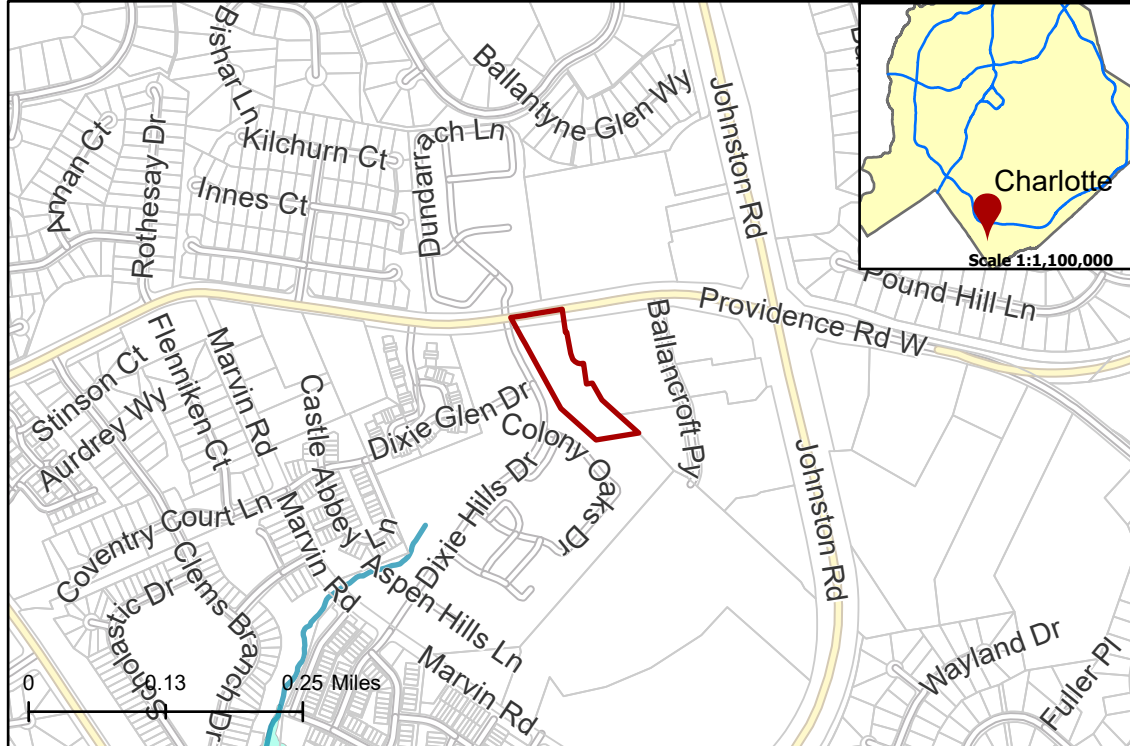 Bishar Ln
Ballantyne Glen Wy
Johnston Rd
Annan Ct
Rothesay Dr
Kilchurn Ct
Innes Ct
Dundarrach Ln
Charlotte
Scale 1:1,100,000
Pound Hill Ln
Providence Rd W
Ballancroft Py
Stinson Ct
Aurdrey Wy
Flenniken Ct
Marvin Rd
Castle Abbey Ln
Dixie Glen Dr
Colony Oaks Dr
Dixie Hills Dr
Johnston Rd
Coventry Court Ln
Clems Branch Dr
Marvin Rd
Aspen Hills Ln
Scholastic Dr
Marvin Rd
Wayland Dr
Fuller Pl
0 0.13 0.25 Miles